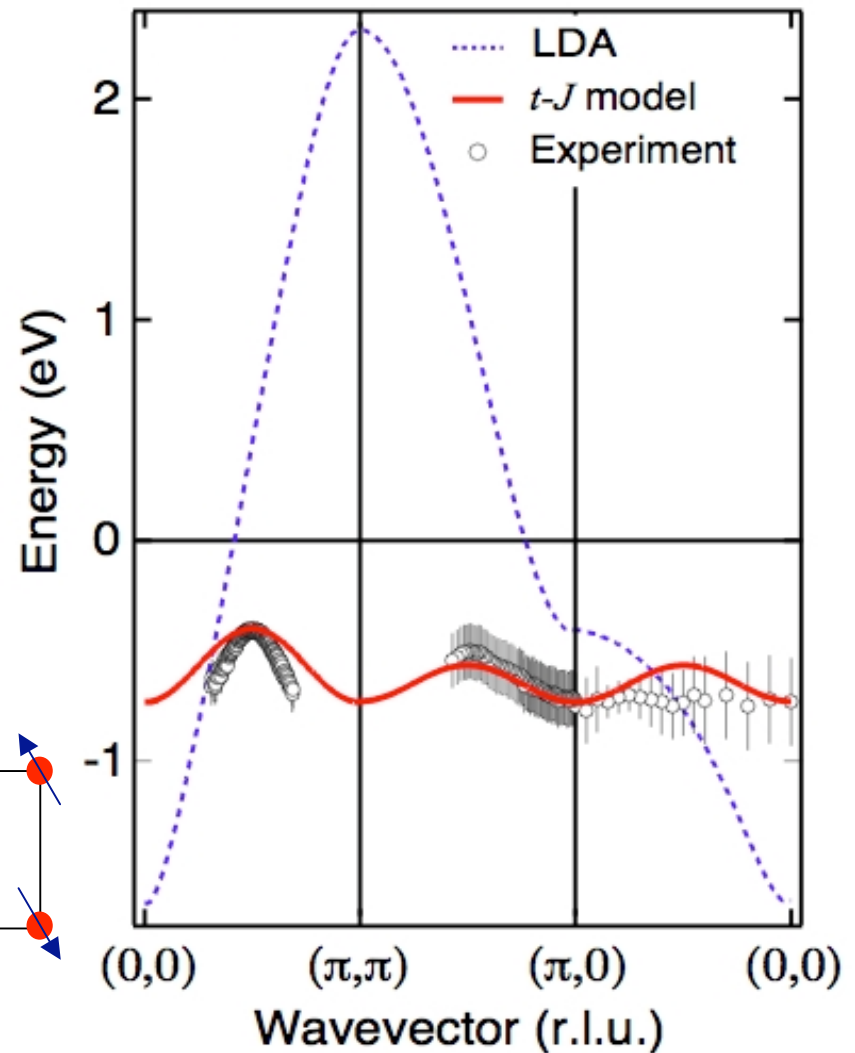 LDA
t-J model
Experiment
2
1
0
-1
Energy (eV)
(0,0) (π,π) (π,0) (0,0)
Wavevector (r.l.u.)